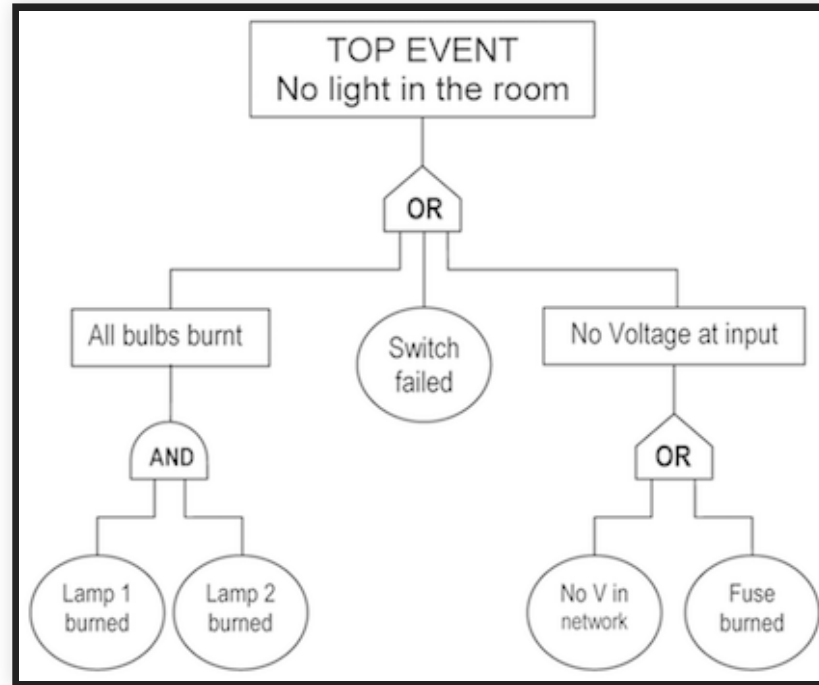 TOP EVENT
No light in the room
OR
All bulbs burnt
Switch
failed
No Voltage at input
AND
OR
Lamp 1
burned
Lamp 2
burned
No V in
network
Fuse
burned